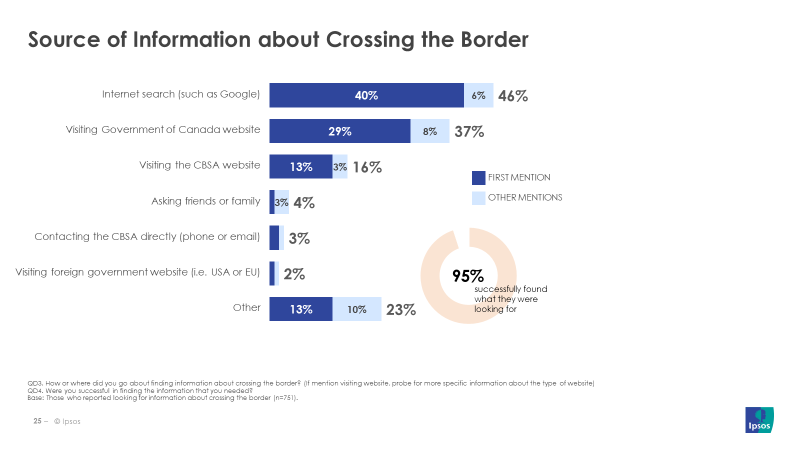 Source of Information about Crossing the Border
Internet search (such as Google) 40% 6% 46%
Visiting Government of Canada website 29% 8% 37%
Visiting the CBSA website 13% 3% 16%
FIRST MENTION
OTHER MENTIONS
Asking friends or family 3% 4%
Contacting the CBSA directly (phone or email) 3%
Visiting foreign government website (i.e. USA or EU) 2%
95%
successfully found
what they were
looking for
Other 13% 10% 23%
QD3. How or where did you go about finding information about crossing the border? (If mention visiting website, probe for more specific information about the type of website)
QD4. Were you successful in finding the information that you needed?
Base: Those who reported looking for information about crossing the border (n=751).
25 – © Ipsos
Ipsos